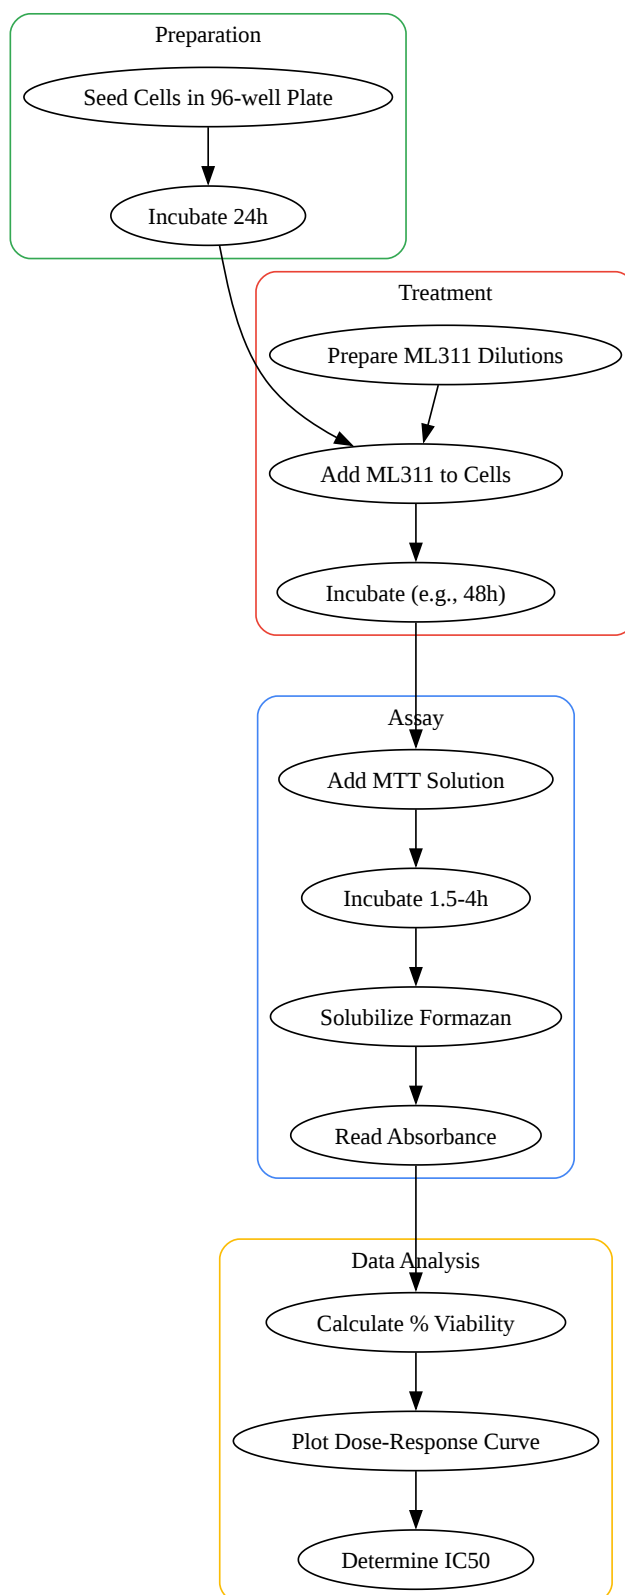 Preparation
Seed Cells in 96-well Plate
Incubate 24h
Treatment
Prepare ML311 Dilutions
Add ML311 to Cells
Incubate (e.g., 48h)
Assay
Add MTT Solution
Incubate 1.5-4h
Solubilize Formazan
Read Absorbance
Data Analysis
Calculate % Viability
Plot Dose-Response Curve
Determine IC50